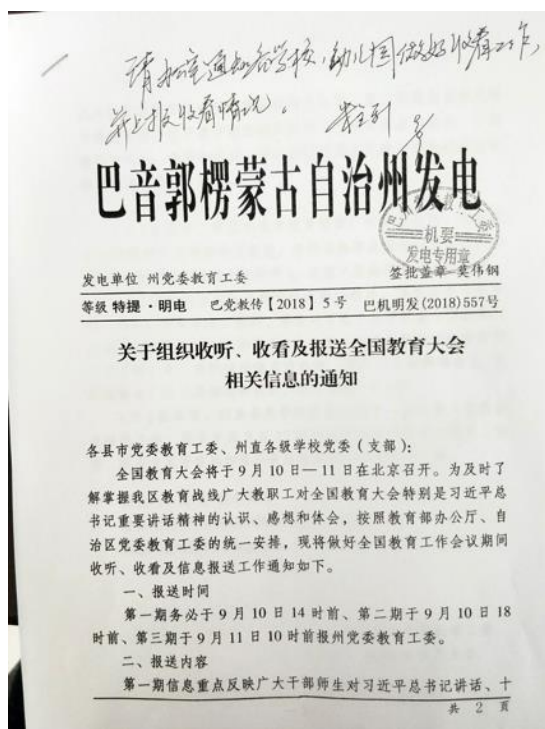 请办室通知各学校、幼儿园做好收看工作,
并上报收看情况。
巴音郭楞蒙古自治州发电
机要
发电专用章
发电单位 州党委教育工委 签批盖章 莫伟钢
等级 特提·明电 巴党教传【2018】5号 巴机明发(2018)557号
关于组织收听、收看及报送全国教育大会
相关信息的通知
各县市党委教育工委、州直各级学校党委(支部):
全国教育大会将于9月10日—11日在北京召开。为及时了
解掌握我区教育战线广大教职工对全国教育大会特别是习近平总
书记重要讲话精神的认识、感想和体会,按照教育部办公厅、自
治区党委教育工委的统一安排,现将做好全国教育工作会议期间
收听、收看及信息报送工作通知如下。
一、报送时间
第一期务必于9月10日14时前、第二期于9月10日18
时前、第三期于9月11日10时前报州党委教育工委。
二、报送内容
第一期信息重点反映广大干部师生对习近平总书记讲话、十
共 2 页